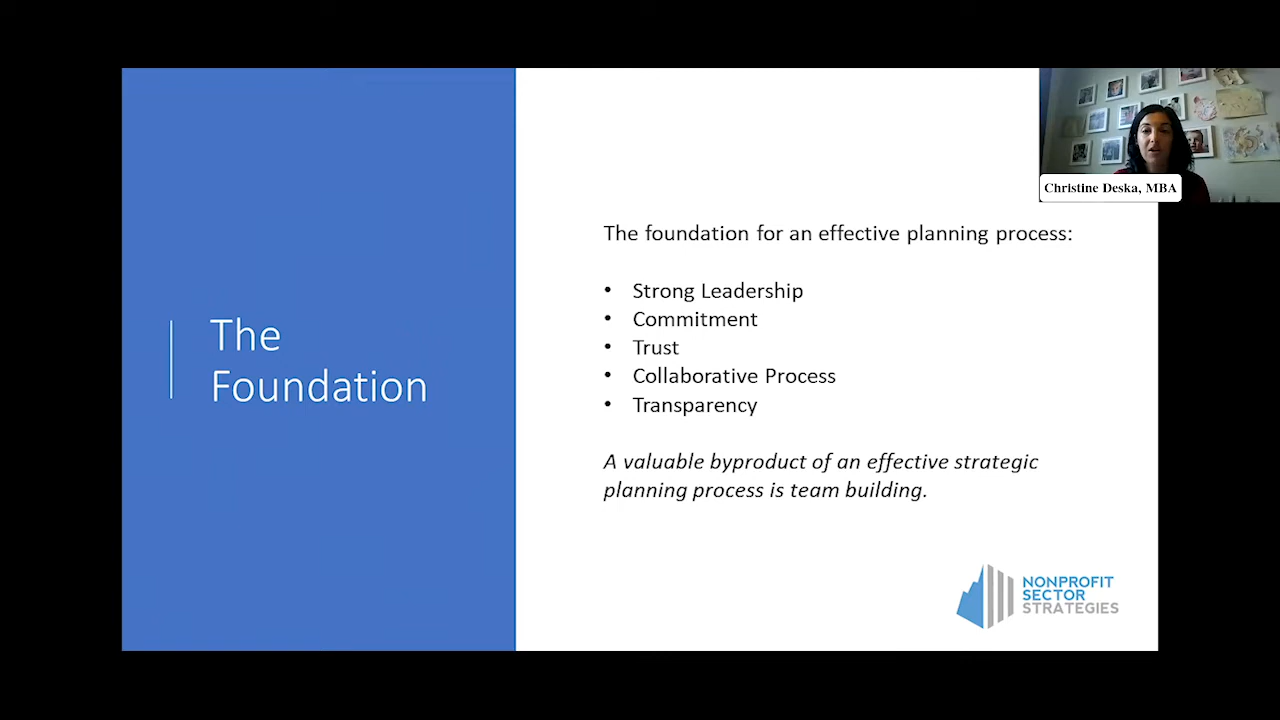 Christine Deska, MBA
The
Foundation
The foundation for an effective planning process:
• Strong Leadership
• Commitment
• Trust
• Collaborative Process
• Transparency
A valuable byproduct of an effective strategic
planning process is team building.
NONPROFIT
SECTOR
STRATEGIES